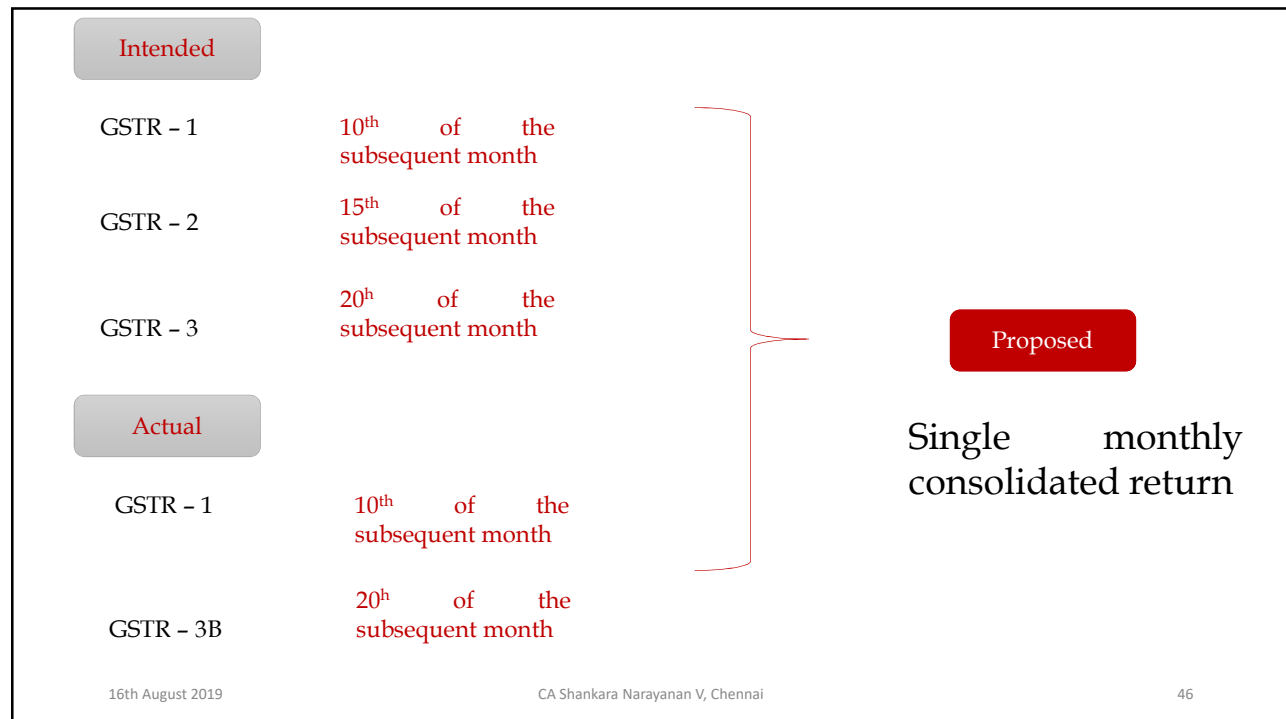 Intended
GSTR – 1
10th of the
subsequent month
GSTR – 2
15th of the
subsequent month
GSTR – 3
20h of the
subsequent month
Proposed
Single monthly
consolidated return
Actual
GSTR – 1
10th of the
subsequent month
GSTR – 3B
20h of the
subsequent month
16th August 2019
CA Shankara Narayanan V, Chennai
46